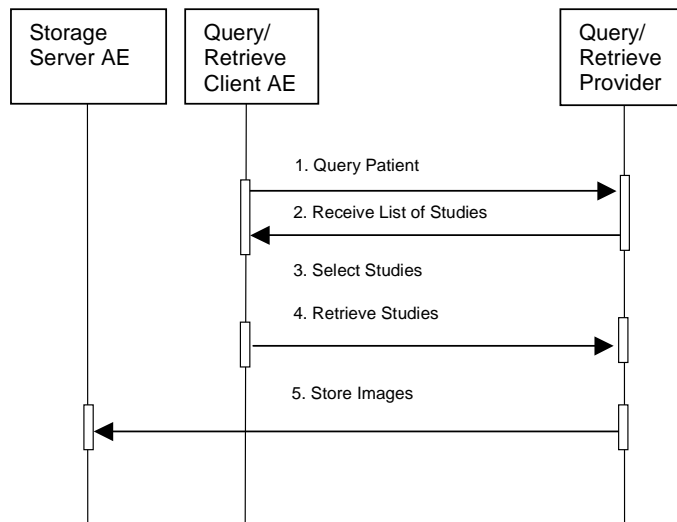 Storage
Server AE
Query/
Retrieve
Client AE
Query/
Retrieve
Provider
1. Query Patient
2. Receive List of Studies
3. Select Studies
4. Retrieve Studies
5. Store Images